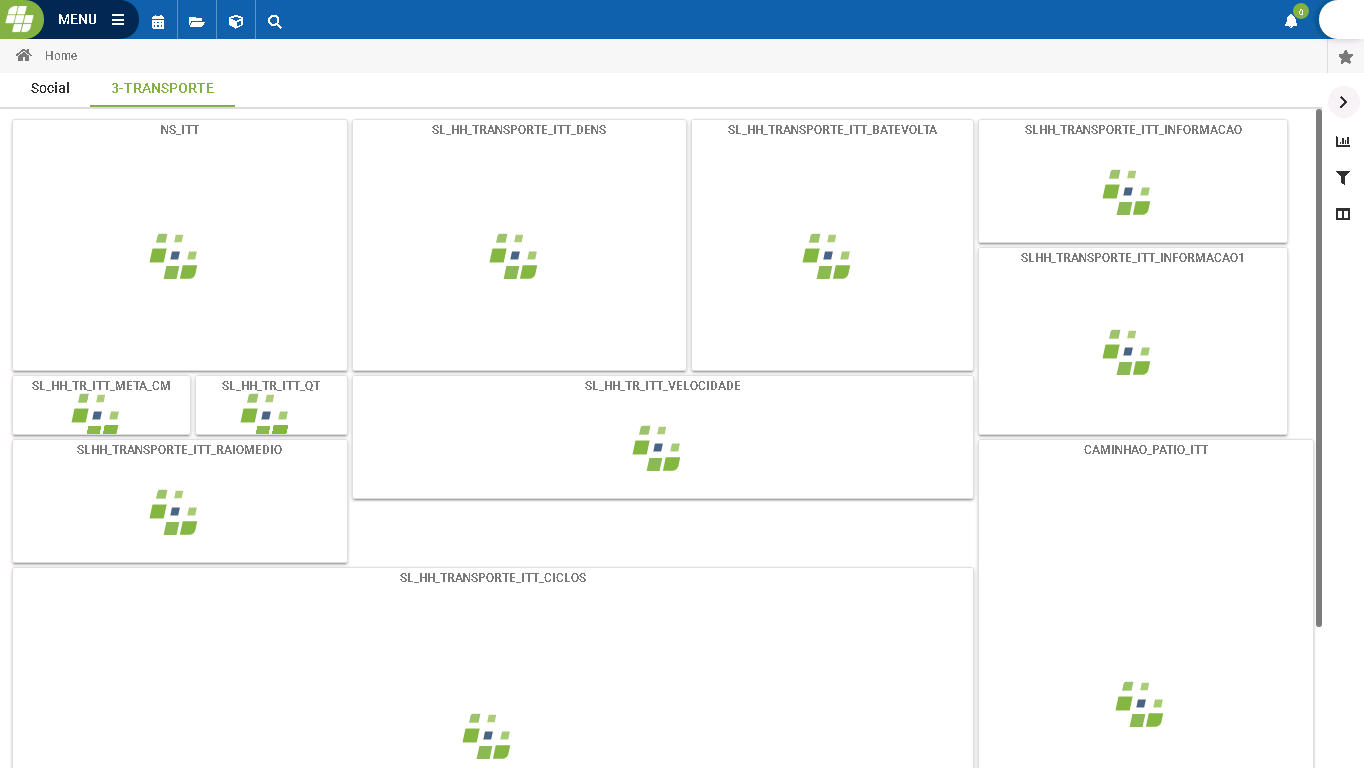 MENU
0
Home
Social
3-TRANSPORTE
NS_ITT
SL_HH_TRANSPORTE_ITT_DENS
SL_HH_TRANSPORTE_ITT_BATEVOLTA
SLHH_TRANSPORTE_ITT_INFORMACAO
SLHH_TRANSPORTE_ITT_INFORMACAO1
SL_HH_TR_ITT_META_CM
SL_HH_TR_ITT_QT
SL_HH_TR_ITT_VELOCIDADE
SLHH_TRANSPORTE_ITT_RAIOMEDIO
CAMINHAO_PATIO_ITT
SL_HH_TRANSPORTE_ITT_CICLOS